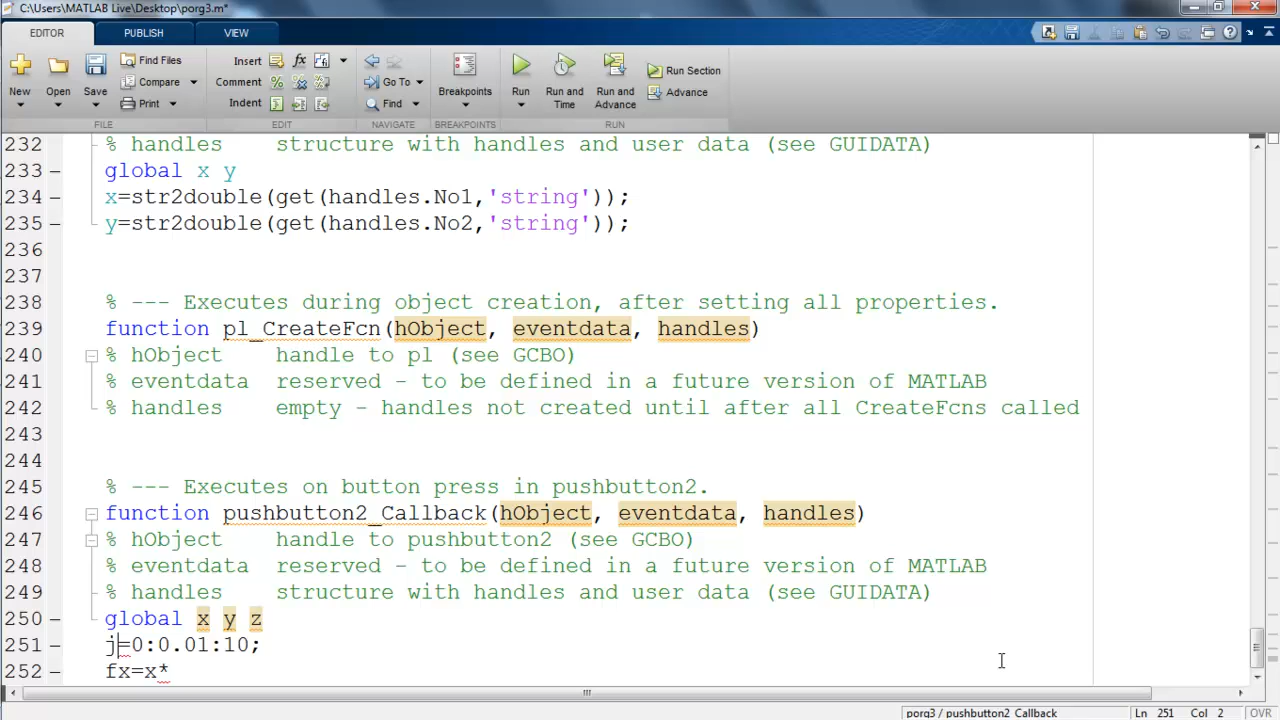 C:\Users\MATLAB Live\Desktop\porg3.m*
EDITOR PUBLISH VIEW
Insert fx
Find Files
Compare
Print
Comment %
Indent
Go To
Find
New Open Save
Breakpoints
Run Run and Time Run and Advance
Run Section
Advance
FILE EDIT NAVIGATE BREAKPOINTS RUN
232 % handles structure with handles and user data (see GUIDATA)
233 – global x y
234 – x=str2double(get(handles.No1,'string'));
235 – y=str2double(get(handles.No2,'string'));
236
237
238 % --- Executes during object creation, after setting all properties.
239 function pl_CreateFcn(hObject, eventdata, handles)
240 % hObject handle to pl (see GCBO)
241 % eventdata reserved - to be defined in a future version of MATLAB
242 % handles empty - handles not created until after all CreateFcns called
243
244
245 % --- Executes on button press in pushbutton2.
246 function pushbutton2_Callback(hObject, eventdata, handles)
247 % hObject handle to pushbutton2 (see GCBO)
248 % eventdata reserved - to be defined in a future version of MATLAB
249 % handles structure with handles and user data (see GUIDATA)
250 – global x y z
251 – j=0:0.01:10;
252 – fx=x*
porg3 / pushbutton2_Callback Ln 251 Col 2 OVR